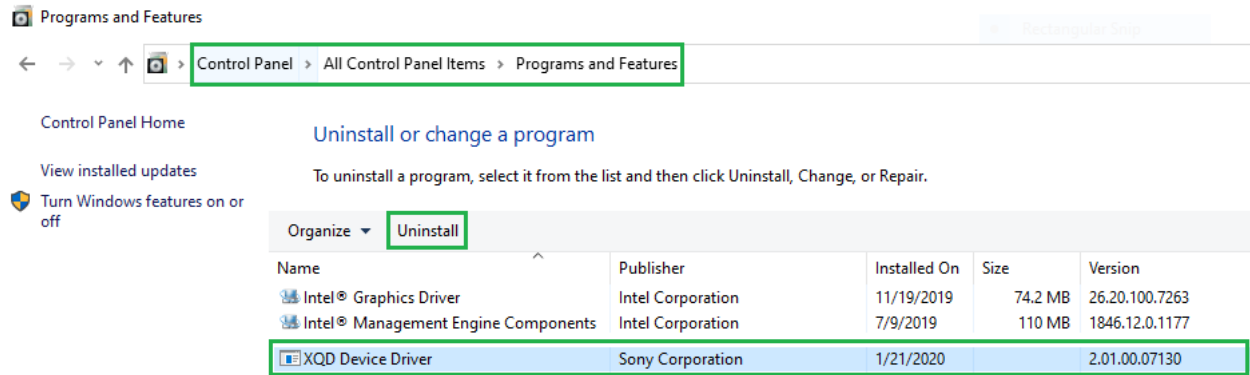 Programs and Features
Rectangular Snip
Control Panel > All Control Panel Items > Programs and Features
Control Panel Home
View installed updates
Turn Windows features on or
off
Uninstall or change a program
To uninstall a program, select it from the list and then click Uninstall, Change, or Repair.
Organize Uninstall
Name Publisher Installed On Size Version
Intel® Graphics Driver Intel Corporation 11/19/2019 74.2 MB 26.20.100.7263
Intel® Management Engine Components Intel Corporation 7/9/2019 110 MB 1846.12.0.1177
XQD Device Driver Sony Corporation 1/21/2020 2.01.00.07130